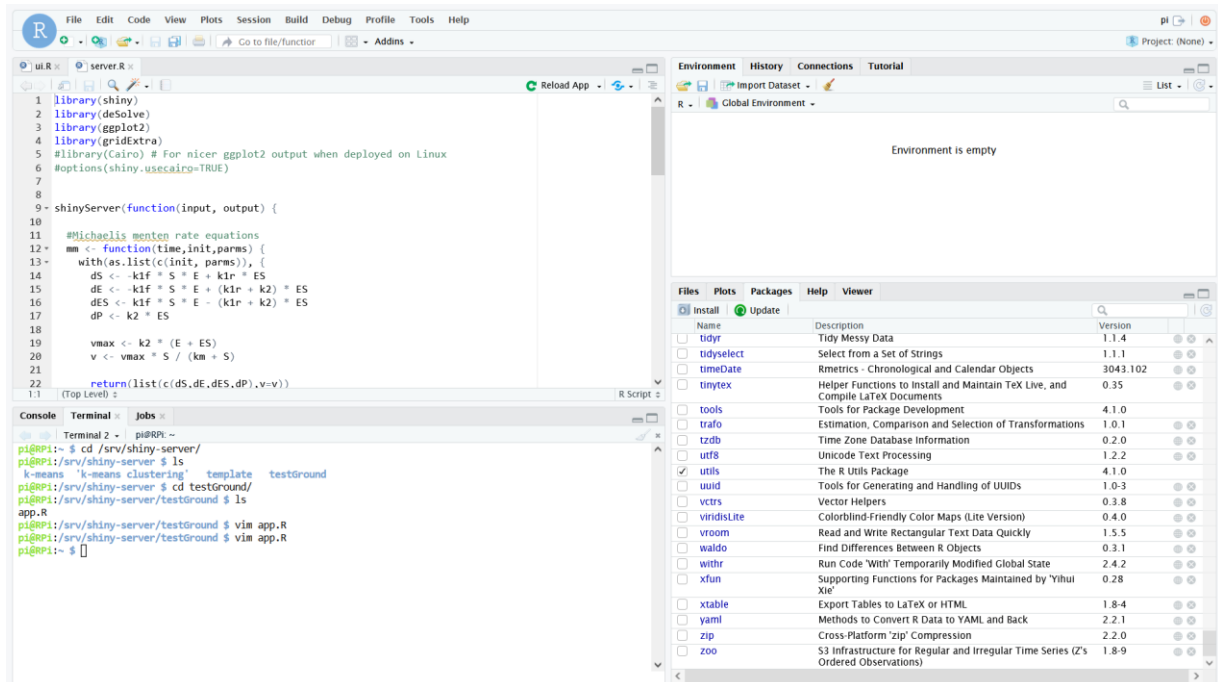 R File Edit Code View Plots Session Build Debug Profile Tools Help pi
Go to file/functior Addins Project: (None)
ui.R server.R
Reload App
1 library(shiny)
2 library(deSolve)
3 library(ggplot2)
4 library(gridExtra)
5 #library(Cairo) # For nicer ggplot2 output when deployed on Linux
6 #options(shiny.usecairo=TRUE)
7
8
9 shinyServer(function(input, output) {
10
11 #Michaelis menten rate equations
12 mm <- function(time,init,parms) {
13 with(as.list(c(init, parms)), {
14 dS <- -k1f * S * E + k1r * ES
15 dE <- -k1f * S * E + (k1r + k2) * ES
16 dES <- k1f * S * E - (k1r + k2) * ES
17 dP <- k2 * ES
18
19 vmax <- k2 * (E + ES)
20 v <- vmax * S / (km + S)
21
22 return(list(c(dS,dE,dES,dP),v=v))
1:1 (Top Level) R Script
Console Terminal Jobs
Terminal 2 pi@RPi: ~
pi@RPi:~ $ cd /srv/shiny-server/
pi@RPi:/srv/shiny-server $ ls
k-means 'k-means clustering' template testGround
pi@RPi:/srv/shiny-server $ cd testGround/
pi@RPi:/srv/shiny-server/testGround $ ls
app.R
pi@RPi:/srv/shiny-server/testGround $ vim app.R
pi@RPi:/srv/shiny-server/testGround $ vim app.R
pi@RPi:~ $
Environment History Connections Tutorial
Import Dataset List
R Global Environment
Environment is empty
Files Plots Packages Help Viewer
Install Update
Name Description Version
tidyr Tidy Messy Data 1.1.4
tidyselect Select from a Set of Strings 1.1.1
timeDate Rmetrics - Chronological and Calendar Objects 3043.102
tinytex Helper Functions to Install and Maintain TeX Live, and 0.35
Compile LaTeX Documents
tools Tools for Package Development 4.1.0
trafo Estimation, Comparison and Selection of Transformations 1.0.1
tzdb Time Zone Database Information 0.2.0
utf8 Unicode Text Processing 1.2.2
utils The R Utils Package 4.1.0
uuid Tools for Generating and Handling of UUIDs 1.0-3
vctrs Vector Helpers 0.3.8
viridisLite Colorblind-Friendly Color Maps (Lite Version) 0.4.0
vroom Read and Write Rectangular Text Data Quickly 1.5.5
waldo Find Differences Between R Objects 0.3.1
withr Run Code 'With' Temporarily Modified Global State 2.4.2
xfun Supporting Functions for Packages Maintained by 'Yihui 0.28
Xie'
xtable Export Tables to LaTeX or HTML 1.8-4
yaml Methods to Convert R Data to YAML and Back 2.2.1
zip Cross-Platform 'zip' Compression 2.2.0
zoo S3 Infrastructure for Regular and Irregular Time Series (Z's 1.8-9
Ordered Observations)